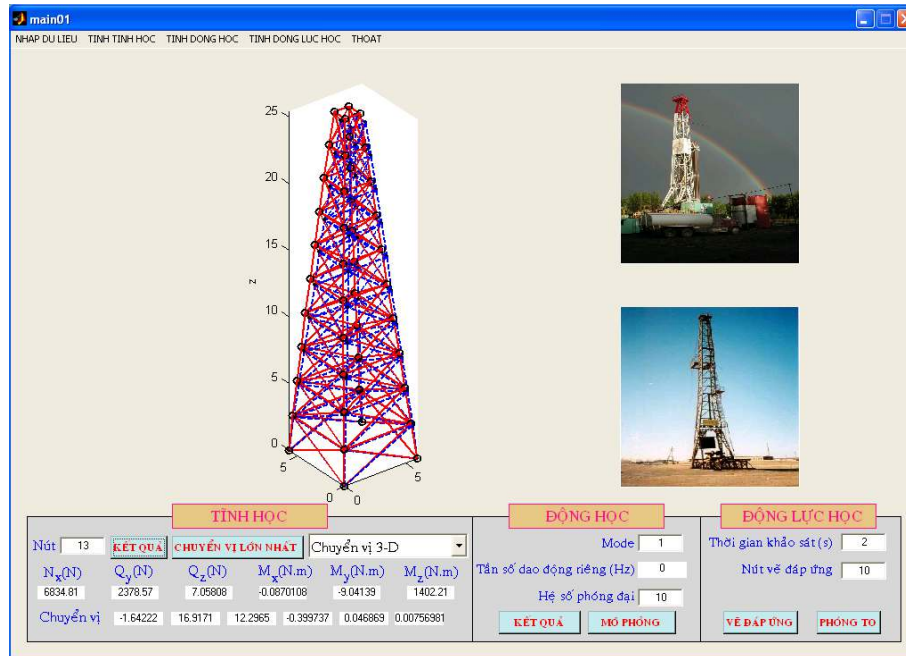 main01
NHAP DU LIEU TINH TINH HOC TINH DONG HOC TINH DONG LUC HOC THOAT
25
20
15
z
10
5
0
5
0 0
5
TĨNH HỌC
Nút 13 KẾT QUẢ CHUYỂN VỊ LỚN NHẤT Chuyển vị 3-D
Nx(N) Qy(N) Qz(N) Mx(N.m) My(N.m) Mz(N.m)
6834.81 2378.57 7.05808 -0.0870108 -9.04139 1402.21
Chuyển vị -1.64222 16.9171 12.2965 -0.399737 0.046869 0.00756981
ĐỘNG HỌC
Mode 1
Tần số dao động riêng (Hz) 0
Hệ số phóng đại 10
KẾT QUẢ MÔ PHỎNG
ĐỘNG LỰC HỌC
Thời gian khảo sát (s) 2
Nút vẽ đáp ứng 10
VẼ ĐÁP ỨNG PHÓNG TO